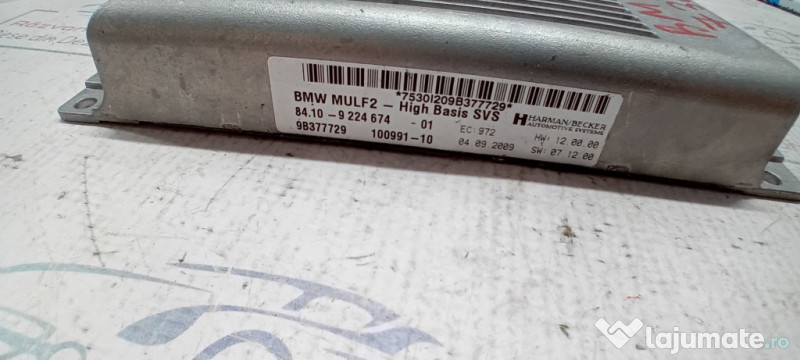 *7530I209B377729*
BMW MULF2 – High Basis SVS
84.10 – 9 224 674 - 01
9B377729 100991-10
EC: 972
04.09.2009
HARMAN/BECKER
AUTOMOTIVE SYSTEMS
HW: 12.00.00
SW: 07.12.00
lajumate.ro